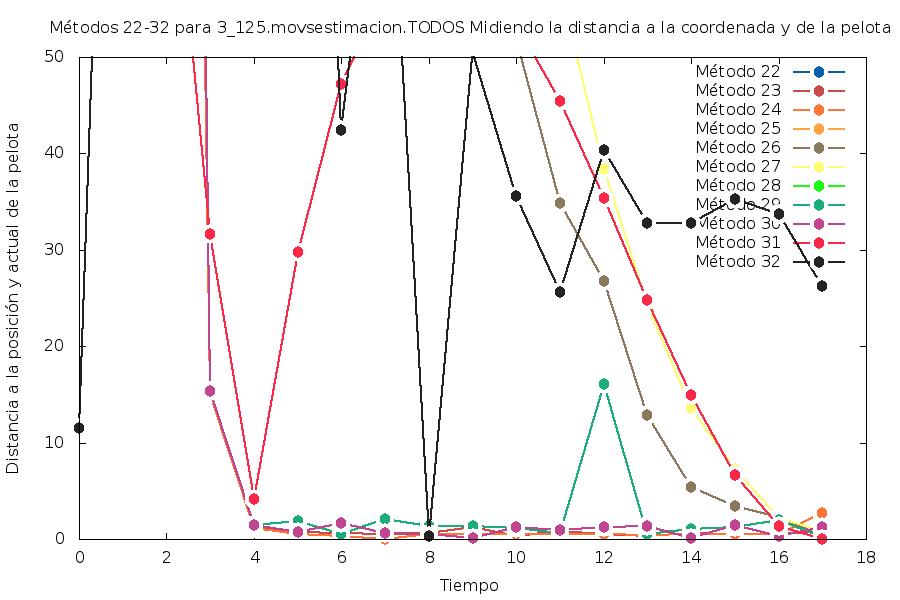 Métodos 22-32 para 3_125.movsestimacion.TODOS Midiendo la distancia a la coordenada y de la pelota
Distancia a la posición y actual de la pelota
50
40
30
20
10
0
Método 22
Método 23
Método 24
Método 25
Método 26
Método 27
Método 28
Método 29
Método 30
Método 31
Método 32
0 2 4 6 8 10 12 14 16 18
Tiempo